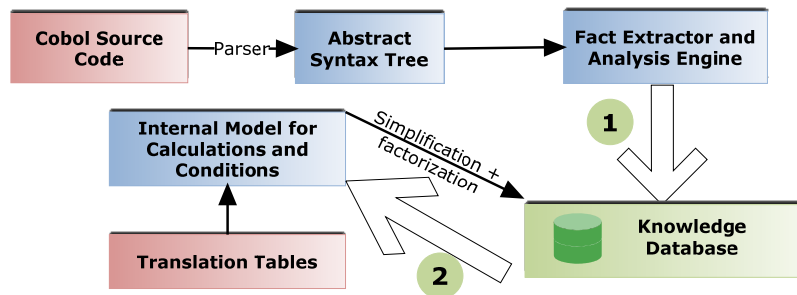 Cobol Source
Code
Parser
Abstract
Syntax Tree
Fact Extractor and
Analysis Engine
1
Internal Model for
Calculations and
Conditions
Simplification +
factorization
Knowledge
Database
Translation Tables
2